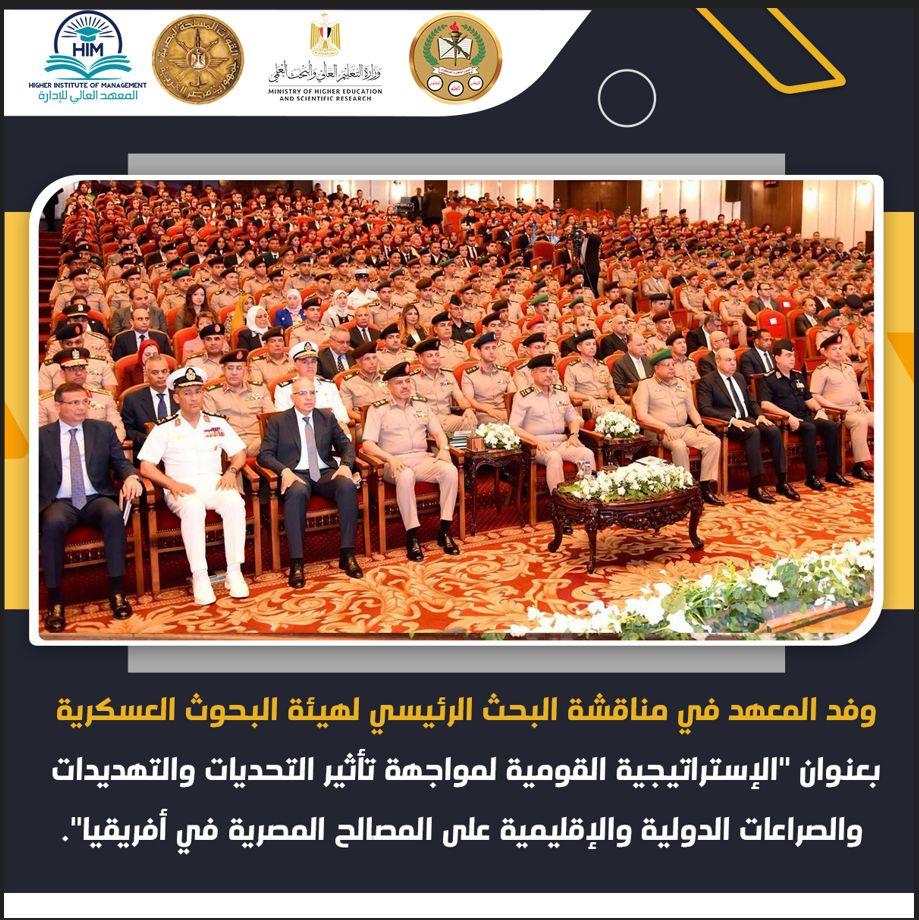 HIM
HIGHER INSTITUTE OF MANAGEMENT
المعهد العالي للإدارة
وزارة التعليم العالي والبحث العلمي
MINISTRY OF HIGHER EDUCATION
AND SCIENTIFIC RESEARCH
وفد المعهد في مناقشة البحث الرئيسي لهيئة البحوث العسكرية
بعنوان "الإستراتيجية القومية لمواجهة تأثير التحديات والتهديدات
والصراعات الدولية والإقليمية على المصالح المصرية في أفريقيا".